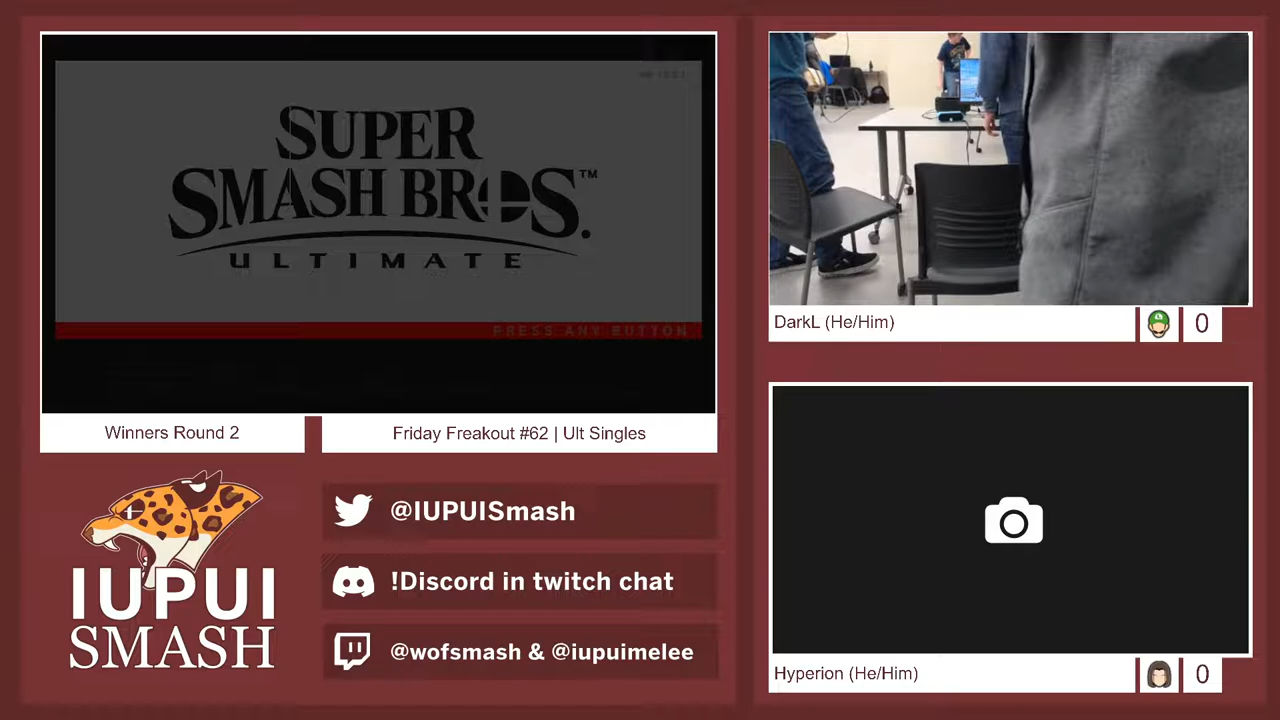 SUPER
SMASH BROS.™
ULTIMATE
PRESS ANY BUTTON
Winners Round 2
Friday Freakout #62 | Ult Singles
IUPUI
SMASH
@IUPUISmash
!Discord in twitch chat
@wofsmash & @iupuimelee
DarkL (He/Him)
0
Hyperion (He/Him)
0